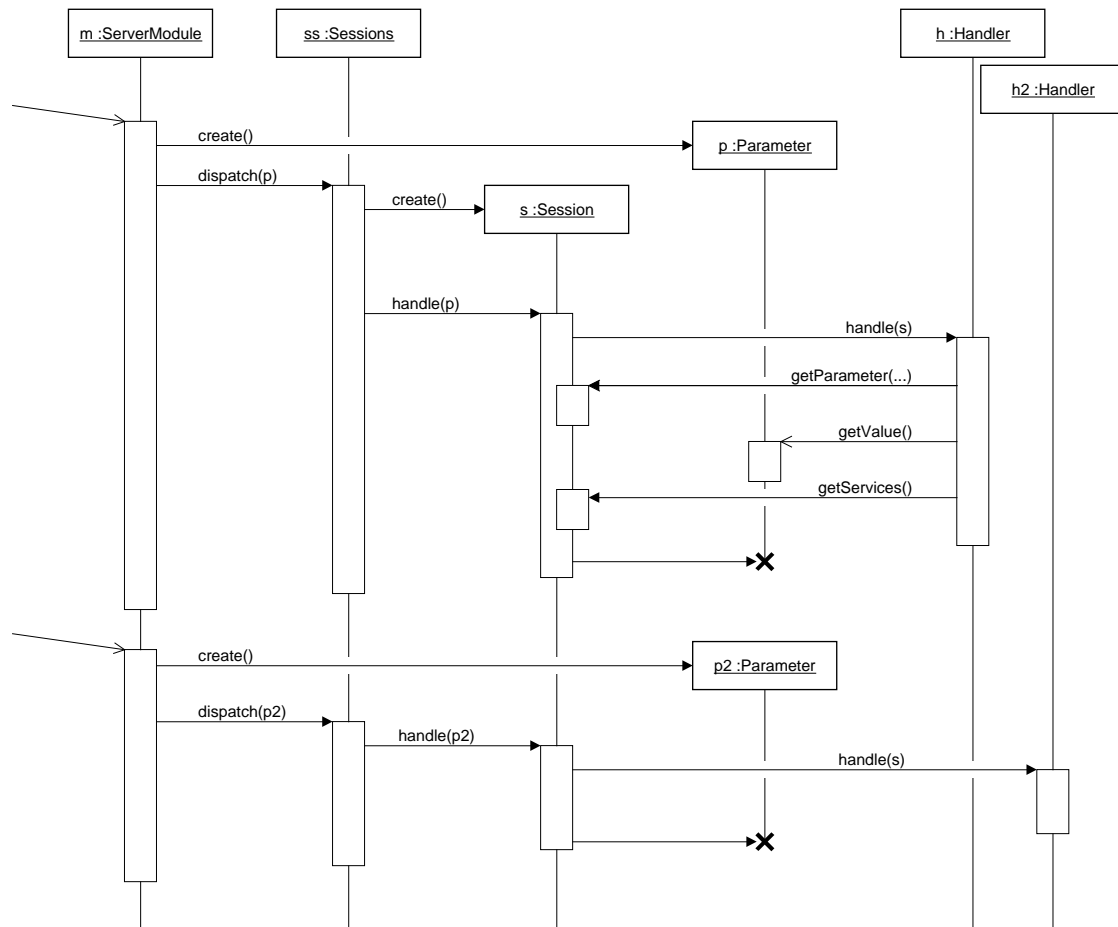 m :ServerModule
ss :Sessions
h :Handler
h2 :Handler
create()
p :Parameter
dispatch(p)
create()
s :Session
handle(p)
handle(s)
getParameter(...)
getValue()
getServices()
create()
p2 :Parameter
dispatch(p2)
handle(p2)
handle(s)